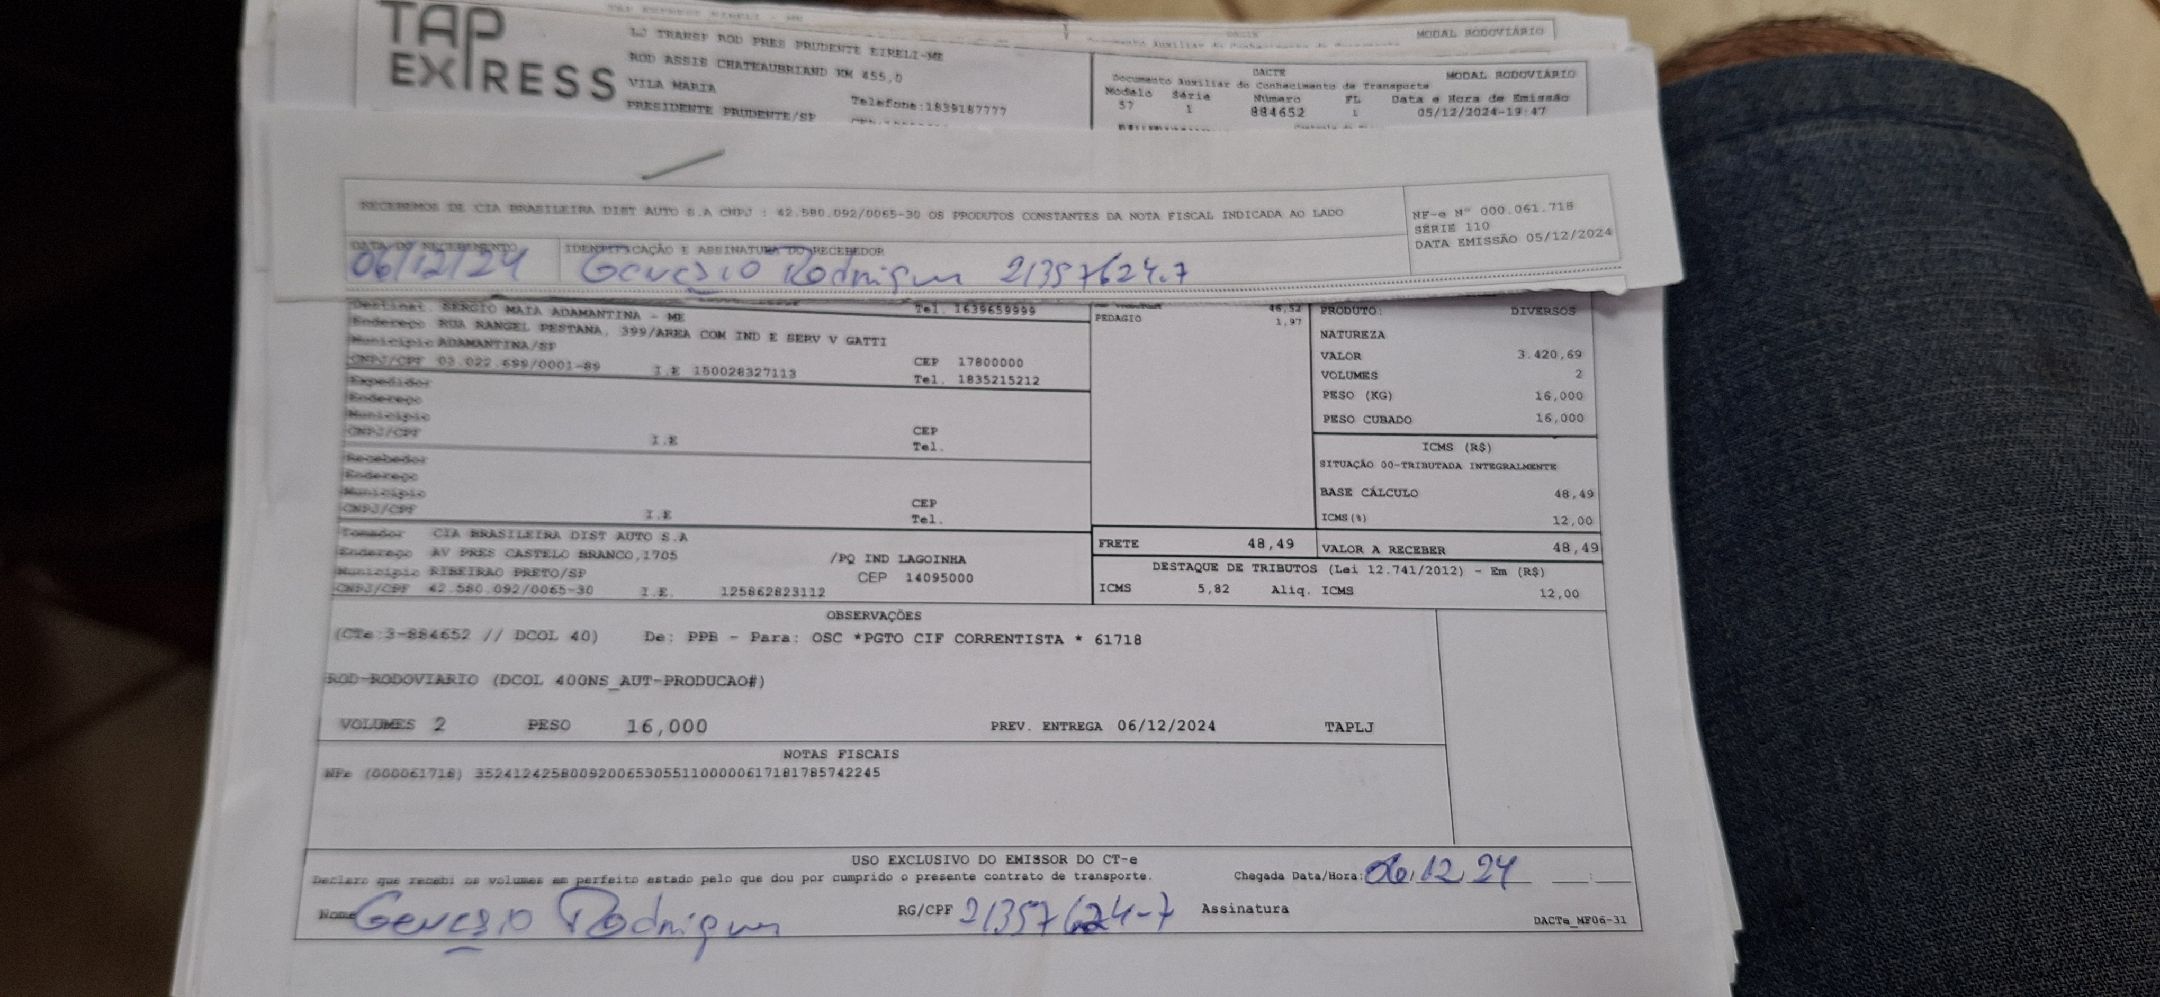 TAP EXPRESS
LJ TRANSP ROD PRES PRUDENTE EIRELI-ME
ROD ASSIS CHATEAUBRIAND KM 455,0
VILA MARIA
PRESIDENTE PRUDENTE/SP Telefone:1839187777
MODAL RODOVIÁRIO
DACTE MODAL RODOVIÁRIO
Documento Auxiliar do Conhecimento de Transporte
Modelo Série Número FL Data e Hora de Emissão
57 1 884652 1 05/12/2024-19:47
RECEBEMOS DE CIA BRASILEIRA DIST AUTO S.A CNPJ : 42.580.092/0065-30 OS PRODUTOS CONSTANTES DA NOTA FISCAL INDICADA AO LADO
NF-e Nº 000.061.718
SÉRIE 110
DATA EMISSÃO 05/12/2024
DATA DO RECEBIMENTO IDENTIFICAÇÃO E ASSINATURA DO RECEBEDOR
06/12/24 Genesio Rodrigues 21357624-7
Destinat. SERGIO MAIA ADAMANTINA - ME Tel. 1639659999
Endereço RUA RANGEL PESTANA, 399/AREA COM IND E SERV V GATTI
Município ADAMANTINA/SP CEP 17800000
CNPJ/CPF 03.022.699/0001-89 I.E 150028327113 Tel. 1835215212
Expedidor
Endereço
Município CEP
CNPJ/CPF I.E Tel.
Recebedor
Endereço
Município CEP
CNPJ/CPF I.E Tel.
Tomador CIA BRASILEIRA DIST AUTO S.A
Endereço AV PRES CASTELO BRANCO,1705 /PQ IND LAGOINHA
Município RIBEIRAO PRETO/SP CEP 14095000
CNPJ/CPF 42.580.092/0065-30 I.E. 125862823112
46,52
PEDAGIO 1,97
PRODUTO: DIVERSOS
NATUREZA
VALOR 3.420,69
VOLUMES 2
PESO (KG) 16,000
PESO CUBADO 16,000
ICMS (R$)
SITUAÇÃO 00-TRIBUTADA INTEGRALMENTE
BASE CÁLCULO 48,49
ICMS(%) 12,00
FRETE 48,49 VALOR A RECEBER 48,49
DESTAQUE DE TRIBUTOS (Lei 12.741/2012) - Em (R$)
ICMS 5,82 Aliq. ICMS 12,00
OBSERVAÇÕES
(CTe:3-884652 // DCOL 40) De: PPB - Para: OSC *PGTO CIF CORRENTISTA * 61718
ROD-RODOVIARIO (DCOL 400NS_AUT-PRODUCAO#)
VOLUMES 2 PESO 16,000 PREV. ENTREGA 06/12/2024 TAPLJ
NOTAS FISCAIS
NFe (000061718) 35241242580092006530551100000617181785742245
USO EXCLUSIVO DO EMISSOR DO CT-e
Declaro que recebi os volumes em perfeito estado pelo que dou por cumprido o presente contrato de transporte. Chegada Data/Hora: 06.12.24 __:__
Nome Genesio Rodrigues RG/CPF 21357624-7 Assinatura
DACTe_MF06-31